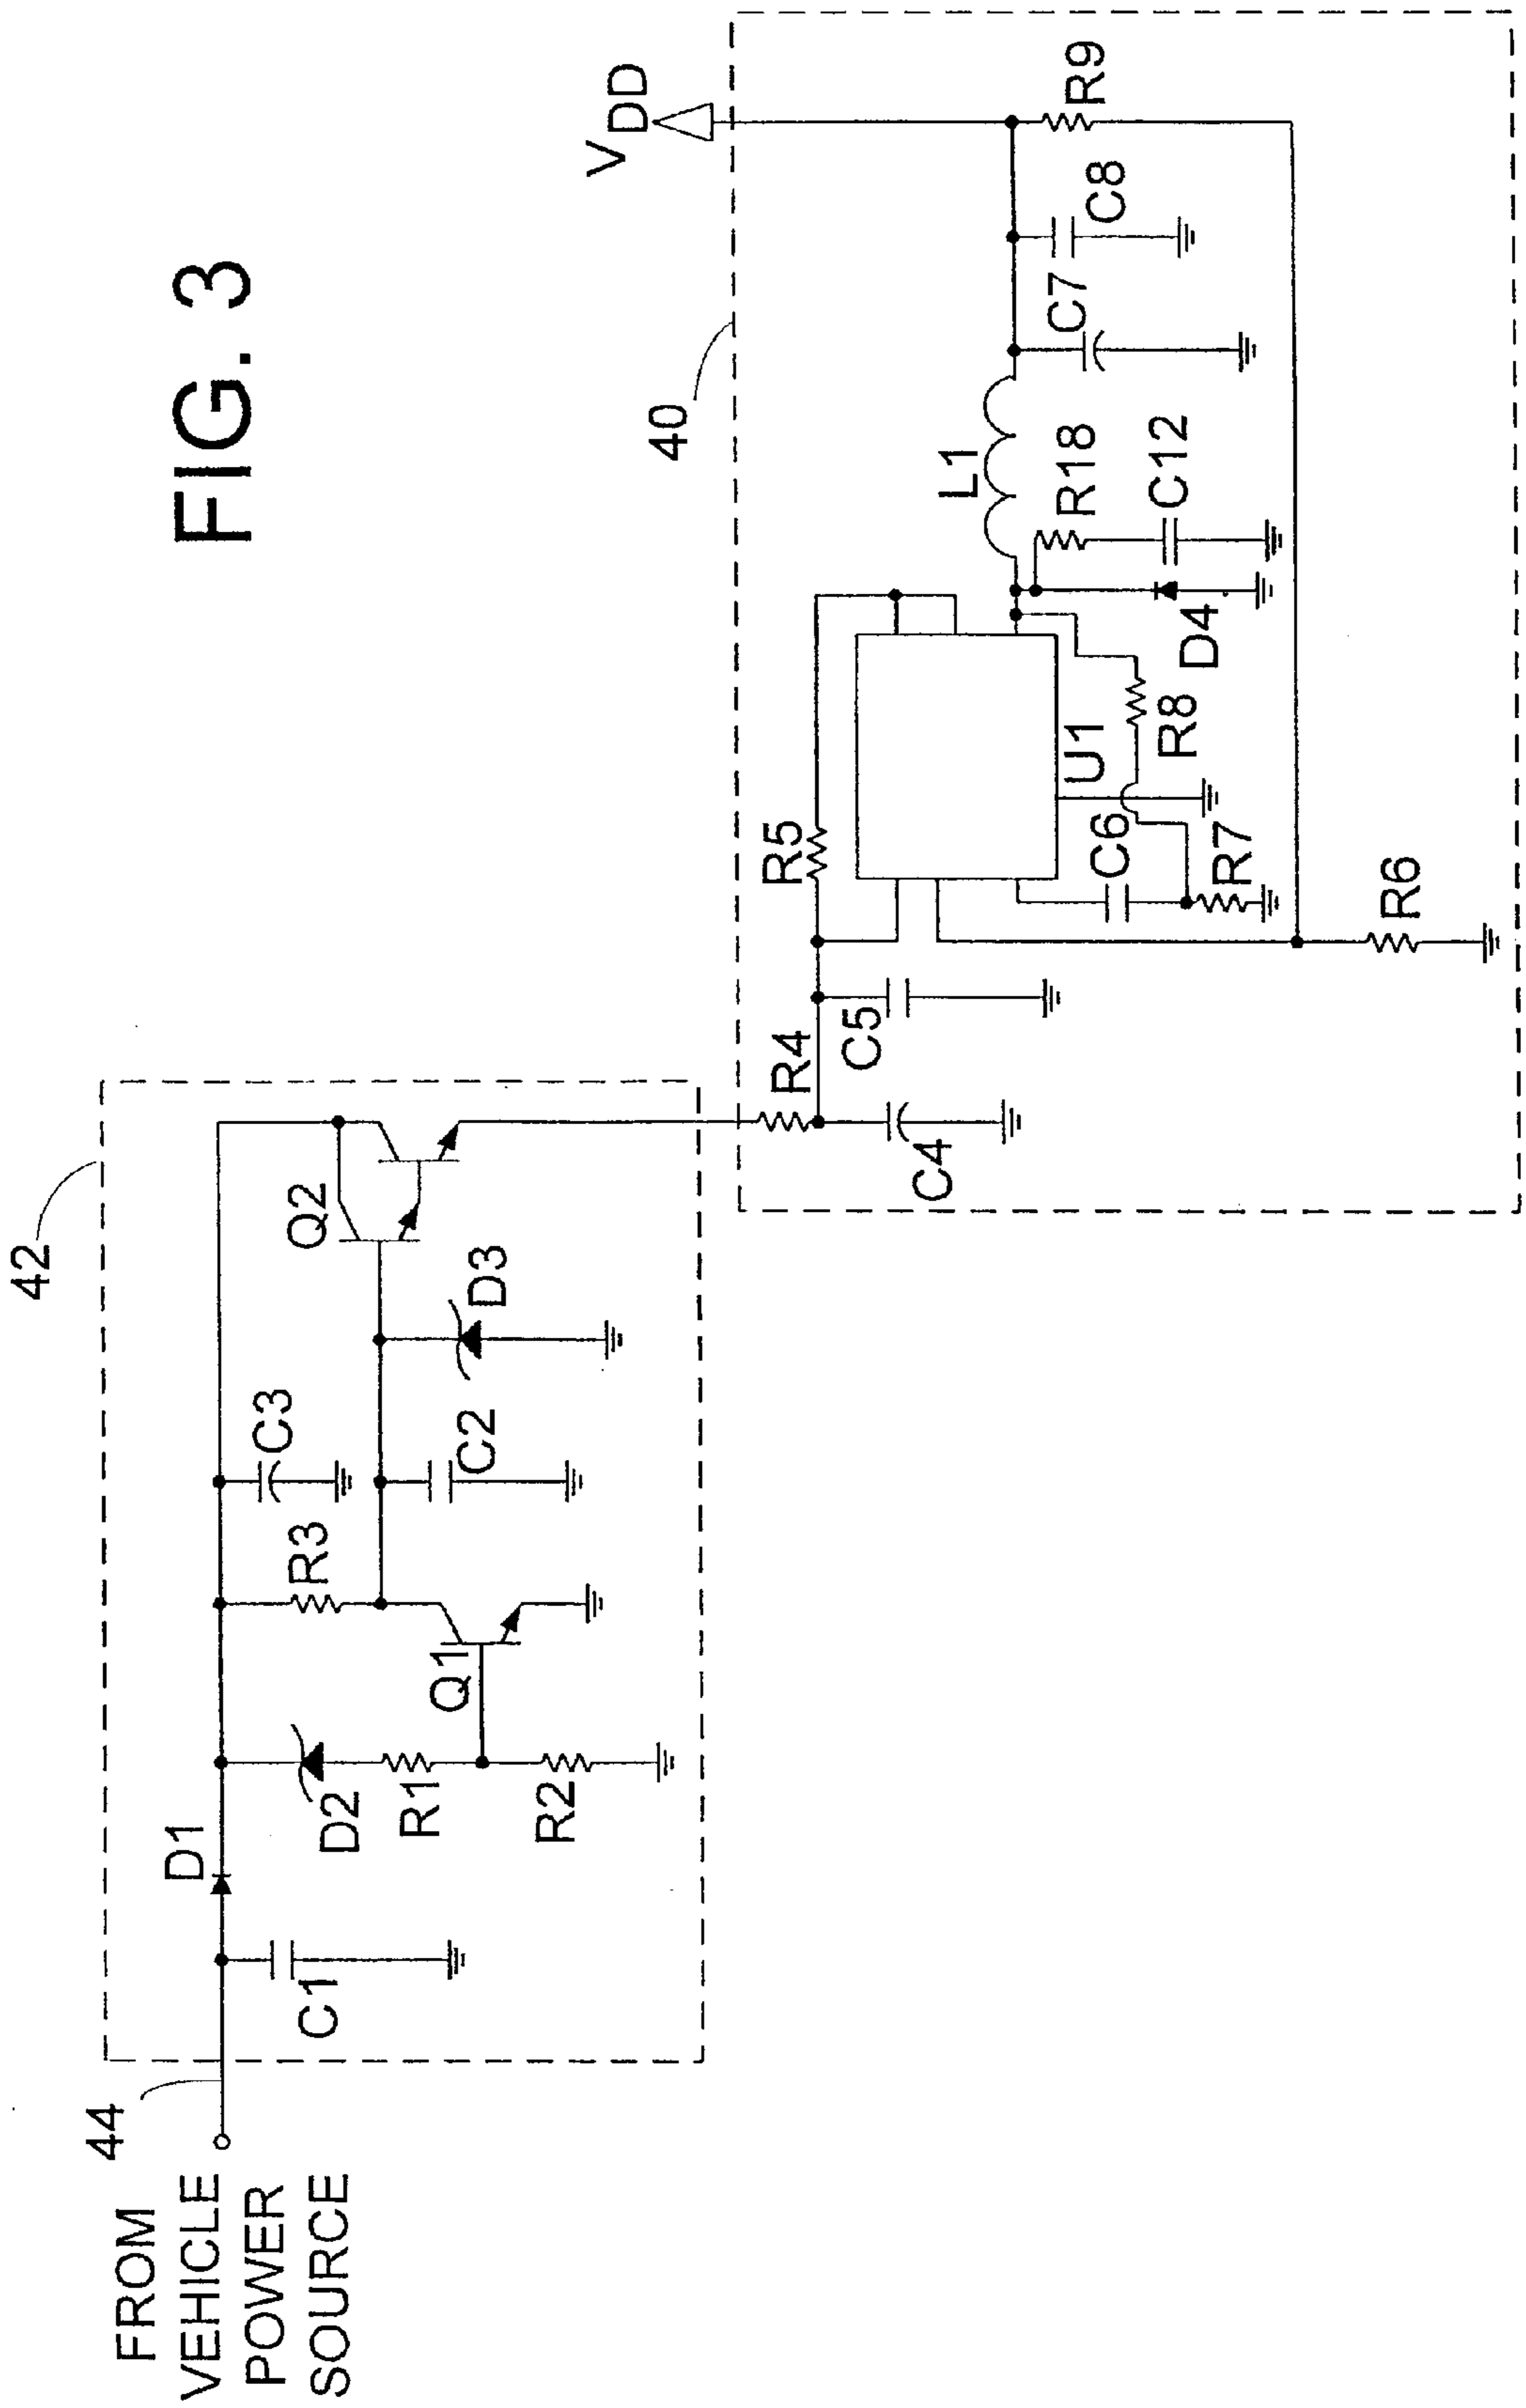 FIG. 3
42
44
FROM
VEHICLE
POWER
SOURCE
C1
D1
D2
R1
R2
Q1
R3
C3
C2
D3
Q2
40
R4
C4
C5
R5
U1
C6
R7
R8
R6
D4
L1
R18
C12
C7
C8
R9
VDD